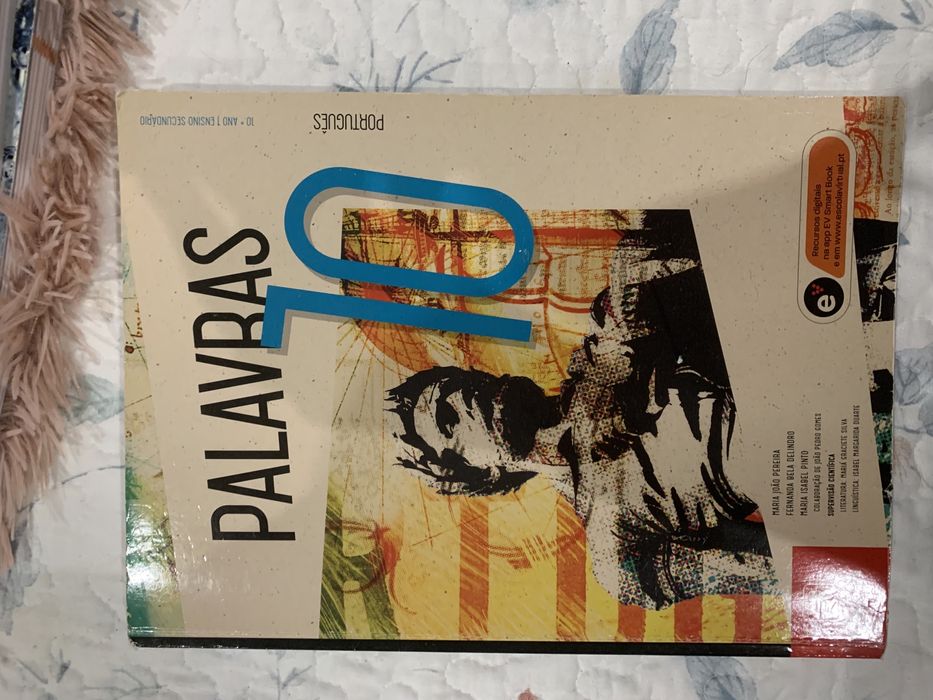 10.º ANO | ENSINO SECUNDÁRIO
PORTUGUÊS
PALAVRAS
10
MARIA JOÃO PEREIRA
FERNANDA BELA DELINDRO
MARIA ISABEL PINTO
COLABORAÇÃO DE JOÃO PEDRO GOMES
SUPERVISÃO CIENTÍFICA
LITERATURA: MARIA GRACIETE SILVA
LINGUÍSTICA: ISABEL MARGARIDA DUARTE
e
Recursos digitais
na app EV Smart Book
e em www.escolavirtual.pt